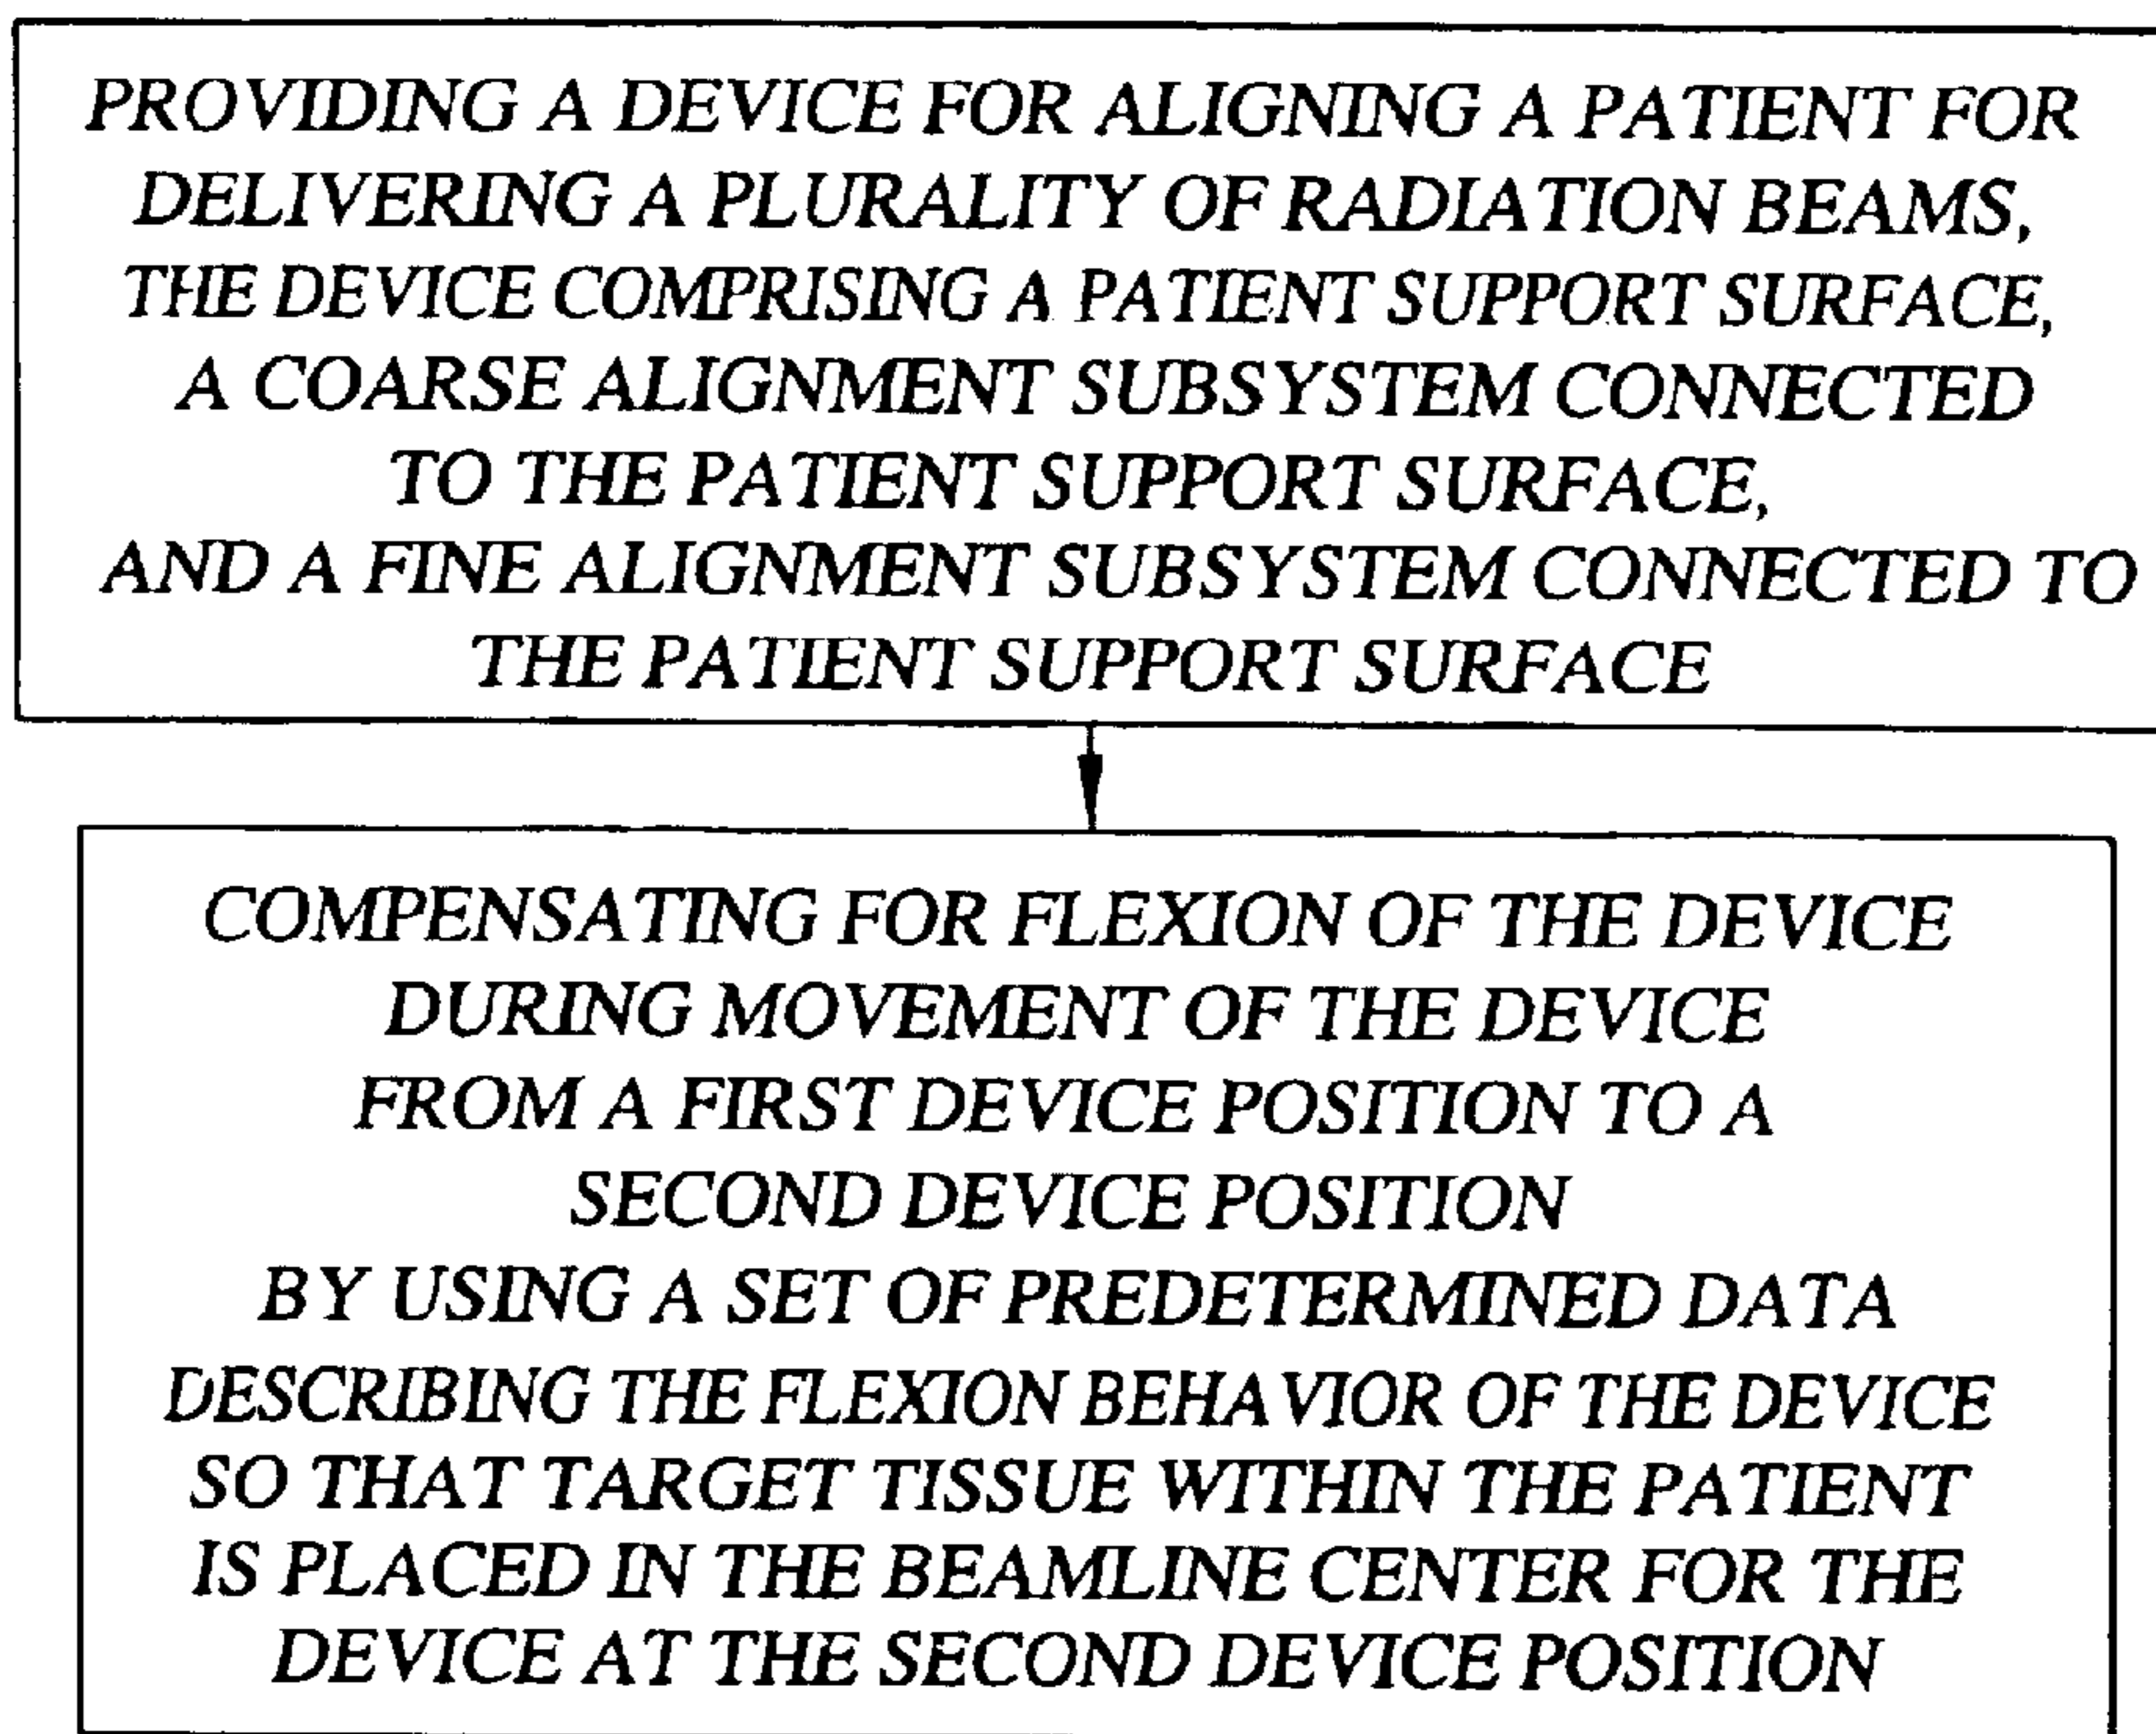 PROVIDING A DEVICE FOR ALIGNING A PATIENT FOR
DELIVERING A PLURALITY OF RADIATION BEAMS,
THE DEVICE COMPRISING A PATIENT SUPPORT SURFACE,
A COARSE ALIGNMENT SUBSYSTEM CONNECTED
TO THE PATIENT SUPPORT SURFACE,
AND A FINE ALIGNMENT SUBSYSTEM CONNECTED TO
THE PATIENT SUPPORT SURFACE
COMPENSATING FOR FLEXION OF THE DEVICE
DURING MOVEMENT OF THE DEVICE
FROM A FIRST DEVICE POSITION TO A
SECOND DEVICE POSITION
BY USING A SET OF PREDETERMINED DATA
DESCRIBING THE FLEXION BEHAVIOR OF THE DEVICE
SO THAT TARGET TISSUE WITHIN THE PATIENT
IS PLACED IN THE BEAMLINE CENTER FOR THE
DEVICE AT THE SECOND DEVICE POSITION